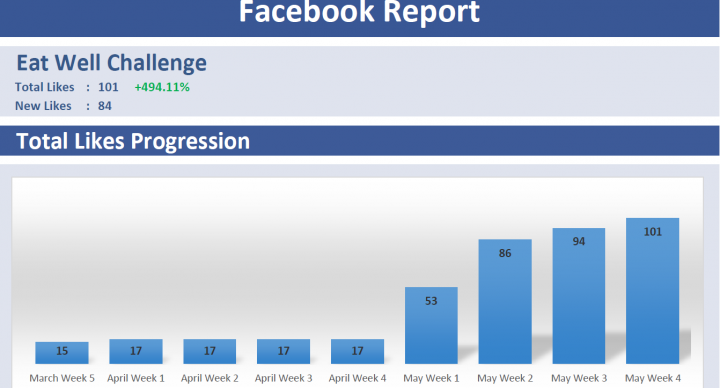 Facebook Report
Eat Well Challenge
Total Likes : 101 +494.11%
New Likes : 84
Total Likes Progression
15 17 17 17 17 53 86 94 101
March Week 5 April Week 1 April Week 2 April Week 3 April Week 4 May Week 1 May Week 2 May Week 3 May Week 4